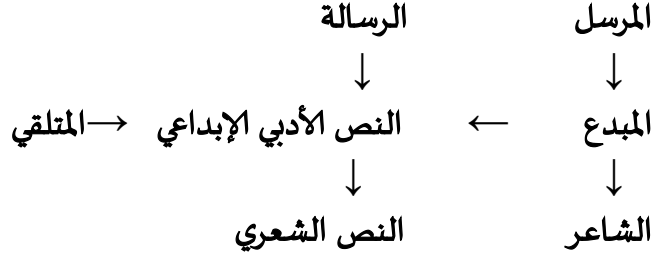 المرسل الرسالة
↓ ↓
المبدع ← النص الأدبي الإبداعي →المتلقي
↓ ↓
الشاعر النص الشعري